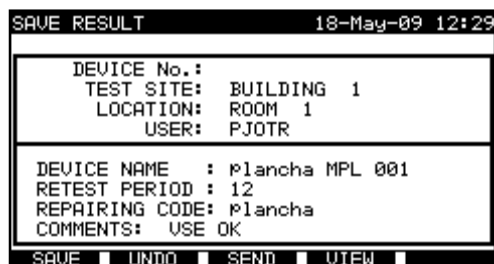 SAVE RESULT 18-May-09 12:29
DEVICE No.:
TEST SITE: BUILDING 1
LOCATION: ROOM 1
USER: PJOTR
DEVICE NAME : plancha MPL 001
RETEST PERIOD : 12
REPAIRING CODE: plancha
COMMENTS: VSE OK
SAVE UNDO SEND VIEW